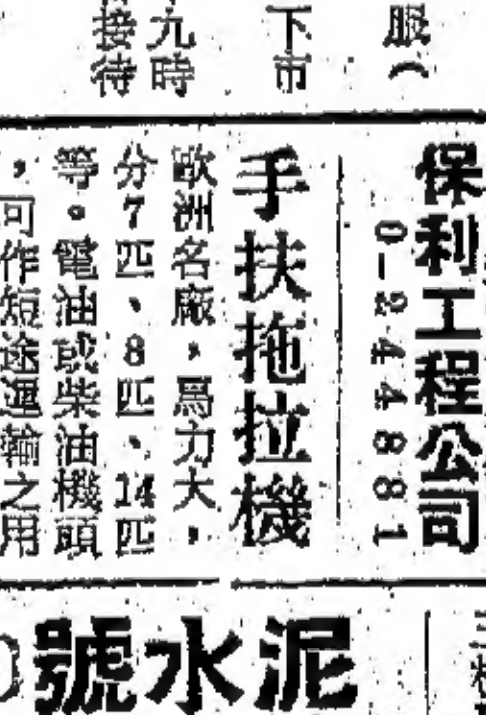 服（
下市
九時
接待
保利工程公司
0-244881
手扶拖拉機
歐洲名廠，馬力大，
分7匹、8匹、14匹
等。電油或柴油機頭
，可作短途運輸之用
泥水號